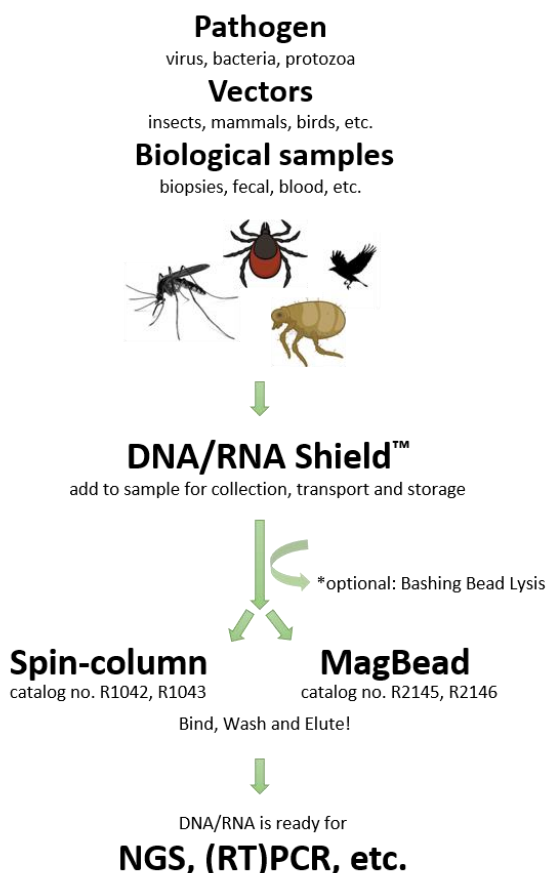 Pathogen
virus, bacteria, protozoa
Vectors
insects, mammals, birds, etc.
Biological samples
biopsies, fecal, blood, etc.
DNA/RNA Shield™
add to sample for collection, transport and storage
*optional: Bashing Bead Lysis
Spin-column
catalog no. R1042, R1043
MagBead
catalog no. R2145, R2146
Bind, Wash and Elute!
DNA/RNA is ready for
NGS, (RT)PCR, etc.